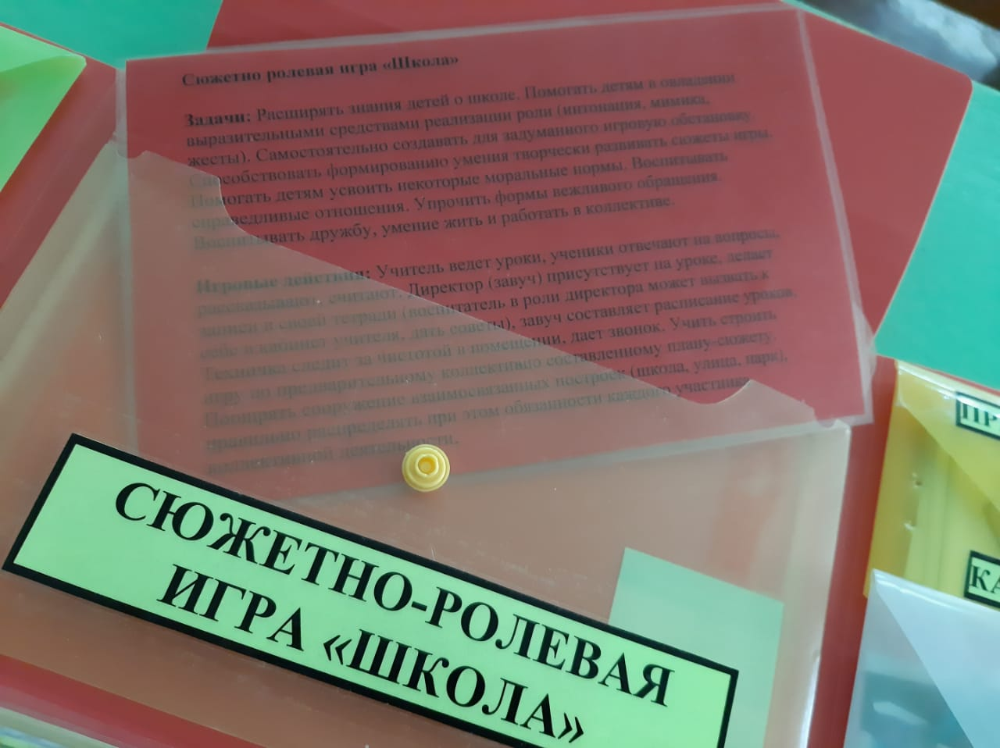 Сюжетно ролевая игра «Школа»
Задачи: Расширять знания детей о школе. Помогать детям в овладении
выразительными средствами реализации роли (интонация, мимика,
жесты). Самостоятельно создавать для задуманного игровую обстановку.
Способствовать формированию умения творчески развивать сюжеты игры.
Помогать детям усвоить некоторые моральные нормы. Воспитывать
справедливые отношения. Упрочить формы вежливого обращения.
Воспитывать дружбу, умение жить и работать в коллективе.
Игровые действия: Учитель ведет уроки, ученики отвечают на вопросы,
рассказывают, считают. Директор (завуч) присутствует на уроке, делает
записи в своей тетради (воспитатель в роли директора может вызвать к
себе в кабинет учителя, дать советы), завуч составляет расписание уроков.
Техничка следит за чистотой в помещении, дает звонок. Учить строить
игру по предварительному коллективно составленному плану-сюжету.
Поощрять сооружение взаимосвязанных построек (школа, улица, парк),
правильно распределять при этом обязанности каждого участника
коллективной деятельности.
СЮЖЕТНО-РОЛЕВАЯ
ИГРА «ШКОЛА»
ПР
КА